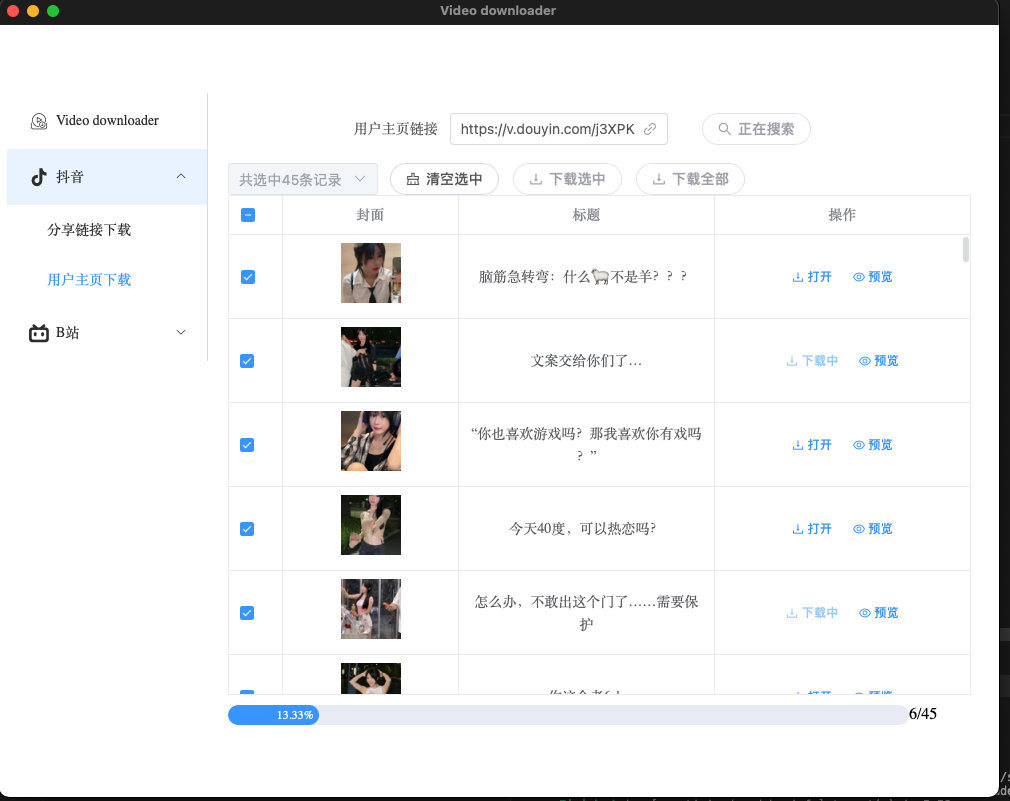 Video downloader
Video downloader
抖音
分享链接下载
用户主页下载
B站
用户主页链接
https://v.douyin.com/j3XPK
正在搜索
共选中45条记录
清空选中
下载选中
下载全部
封面 标题 操作
脑筋急转弯：什么🐑不是羊？？？ 打开 预览
文案交给你们了… 下载中 预览
“你也喜欢游戏吗？那我喜欢你有戏吗
？” 打开 预览
今天40度，可以热恋吗? 打开 预览
怎么办，不敢出这个门了……需要保
护 下载中 预览
打开 预览
13.33% 6/45